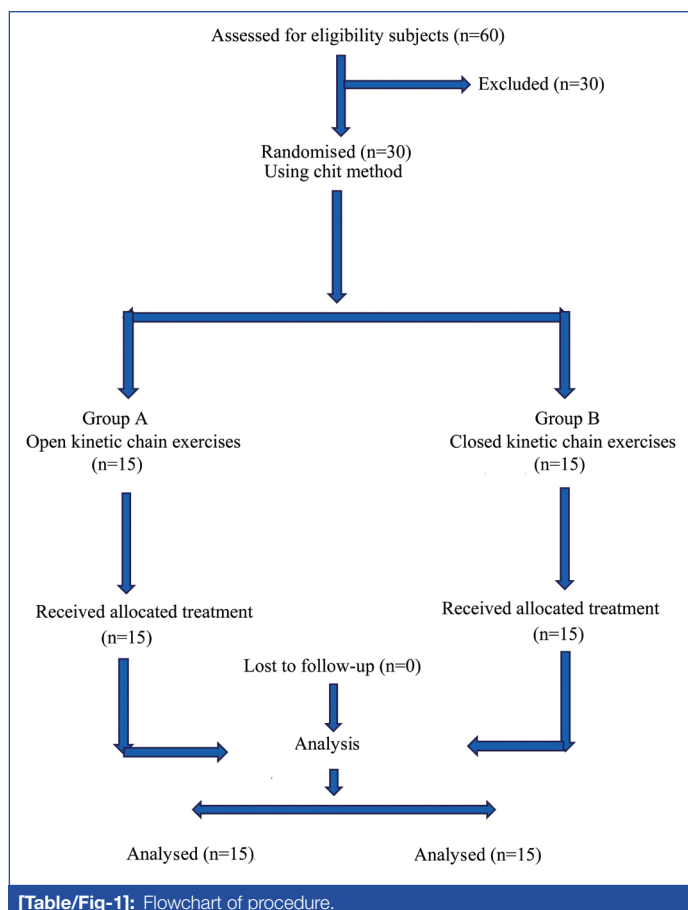 Assessed for eligibility subjects (n=60)
Excluded (n=30)
Randomised (n=30)
Using chit method
Group A
Open kinetic chain exercises
(n=15)
Group B
Closed kinetic chain exercises
(n=15)
Received allocated treatment
(n=15)
Received allocated treatment
(n=15)
Lost to follow-up (n=0)
Analysis
Analysed (n=15)
Analysed (n=15)
[Table/Fig-1]: Flowchart of procedure.